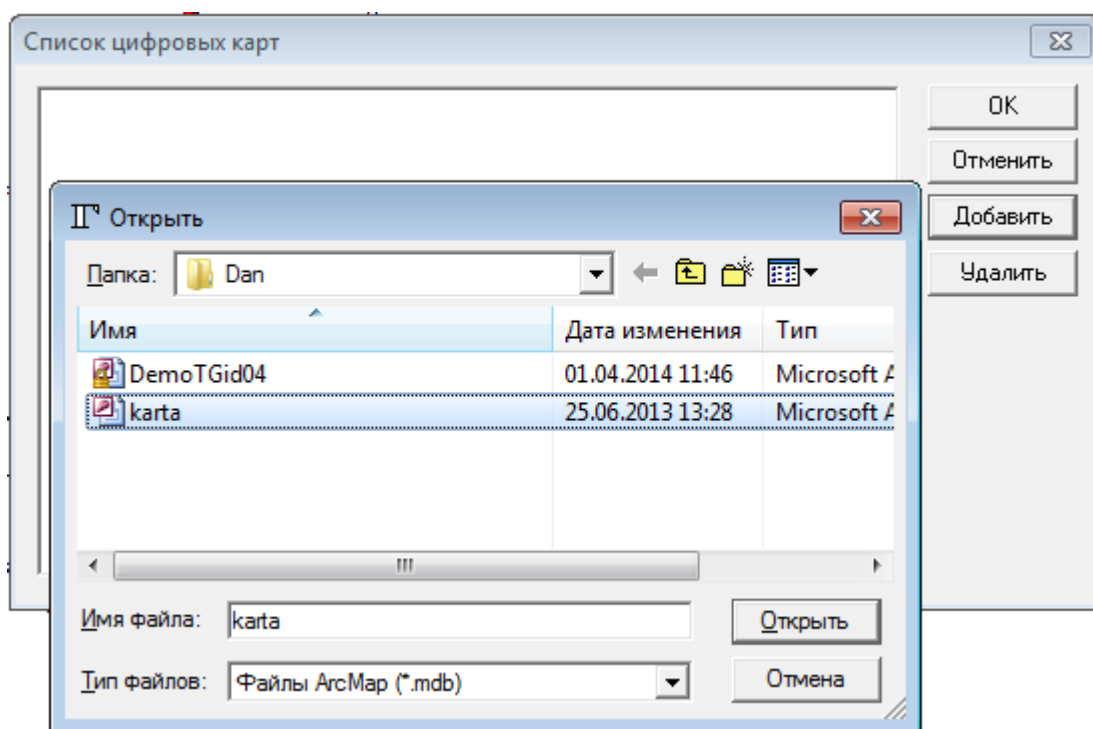 Список цифровых карт
OK
Отменить
Добавить
Удалить
Открыть
Папка: Dan
Имя Дата изменения Тип
DemoTGid04 01.04.2014 11:46 Microsoft A
karta 25.06.2013 13:28 Microsoft A
Имя файла: karta Открыть
Тип файлов: Файлы ArcMap (*.mdb) Отмена